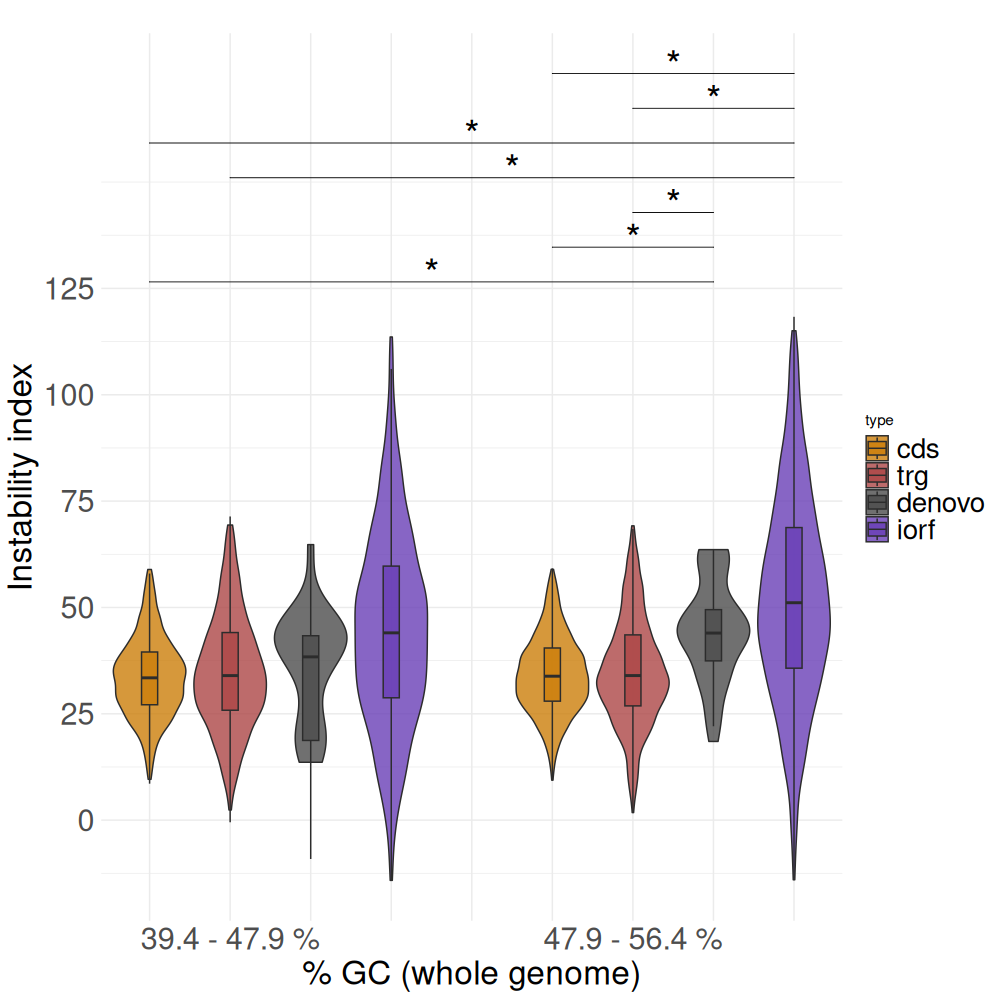 *
*
*
*
*
*
*
125
100
75
50
25
0
Instability index
39.4 - 47.9 %
47.9 - 56.4 %
% GC (whole genome)
type
cds
trg
denovo
iorf